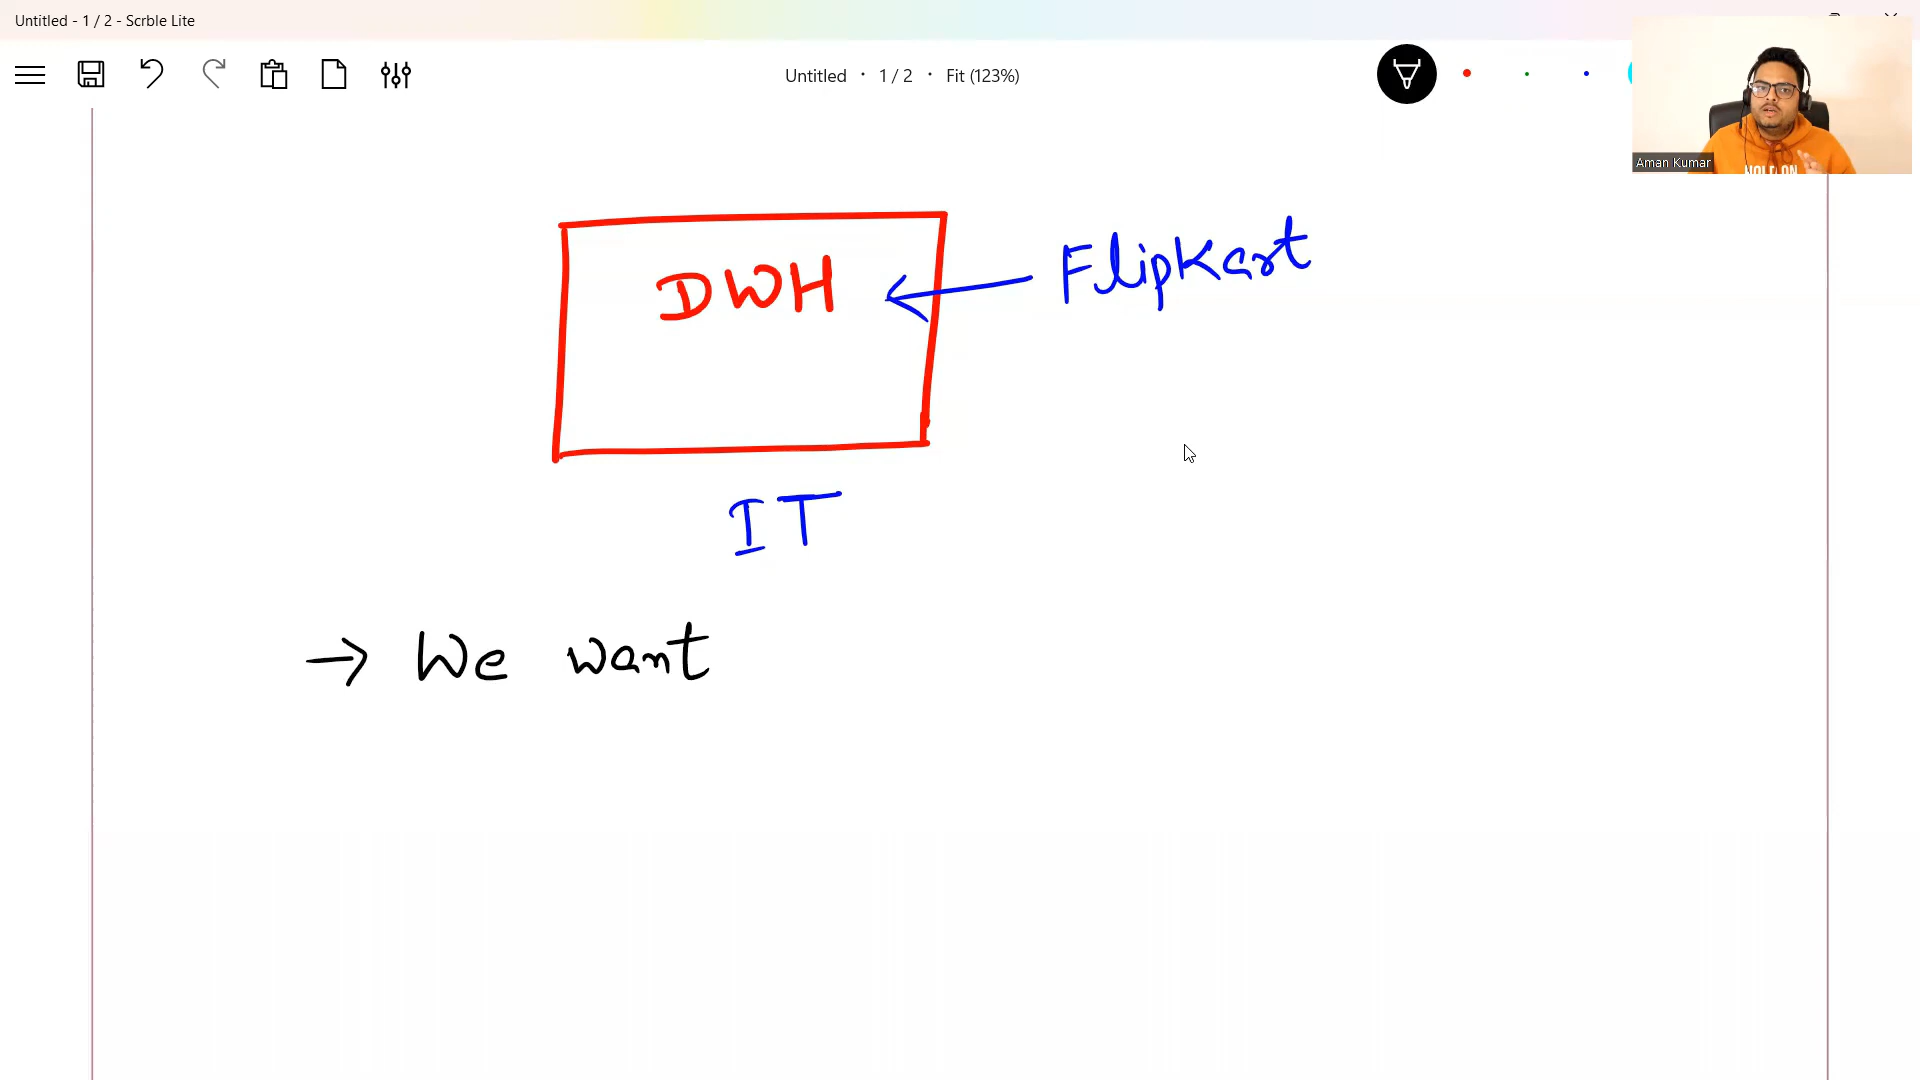 Untitled - 1 / 2 - Scrble Lite
Untitled • 1 / 2 • Fit (123%)
Aman Kumar
DWH
Flipkart
IT
→ We want